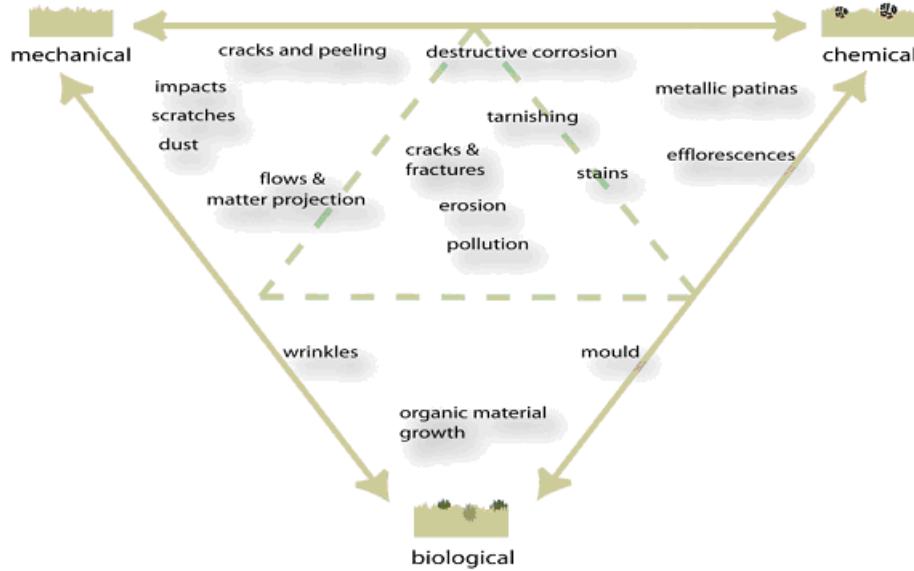 mechanical
chemical
cracks and peeling
destructive corrosion
impacts
scratches
dust
metallic patinas
tarnishing
cracks &
fractures
efflorescences
stains
flows &
matter projection
erosion
pollution
wrinkles
mould
organic material
growth
biological